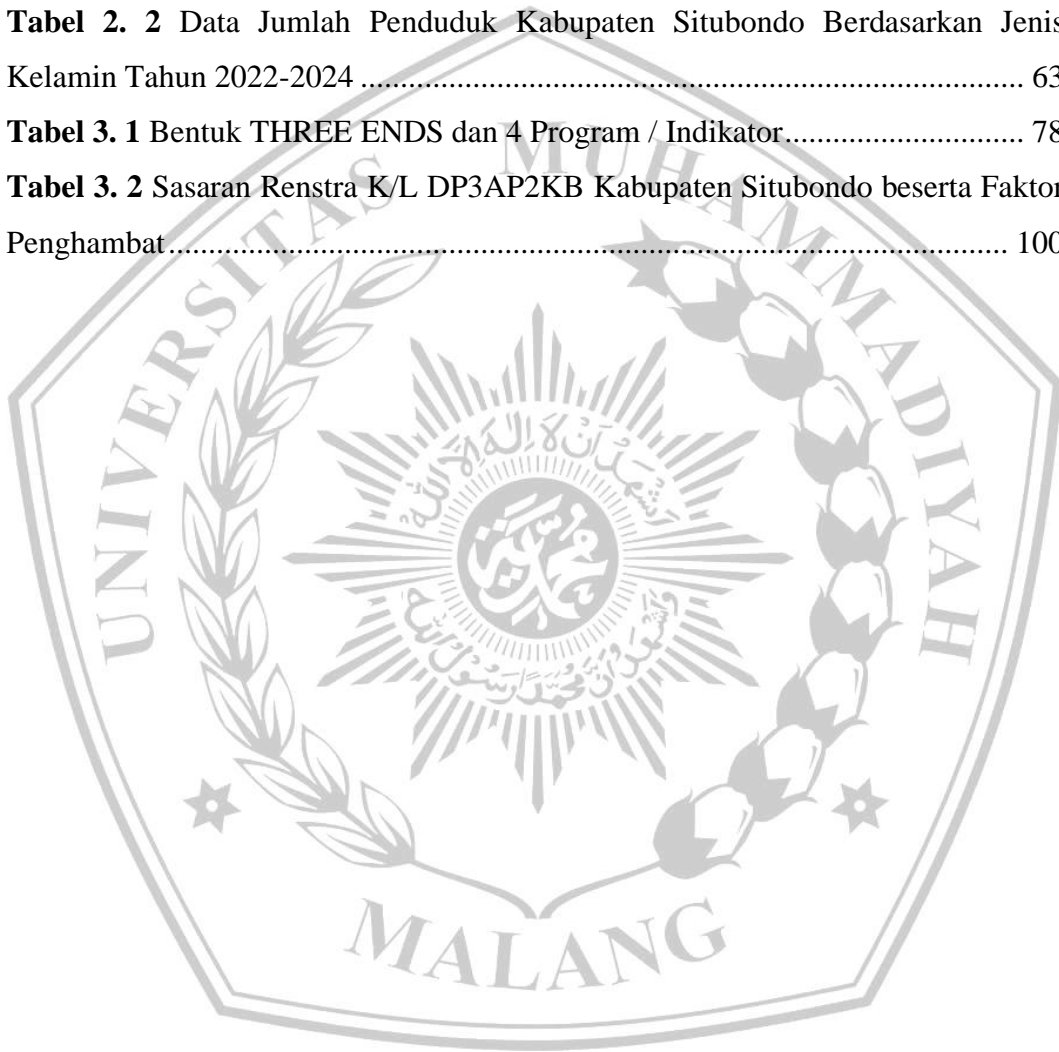 Tabel 2. 2 Data Jumlah Penduduk Kabupaten Situbondo Berdasarkan Jenis
Kelamin Tahun 2022-2024 ........................................................................................ 63
Tabel 3. 1 Bentuk THREE ENDS dan 4 Program / Indikator................................ 78
Tabel 3. 2 Sasaran Renstra K/L DP3AP2KB Kabupaten Situbondo beserta Faktor
Penghambat............................................................................................................... 100
UNIVERSITAS MUHAMMADIYAH
MALANG